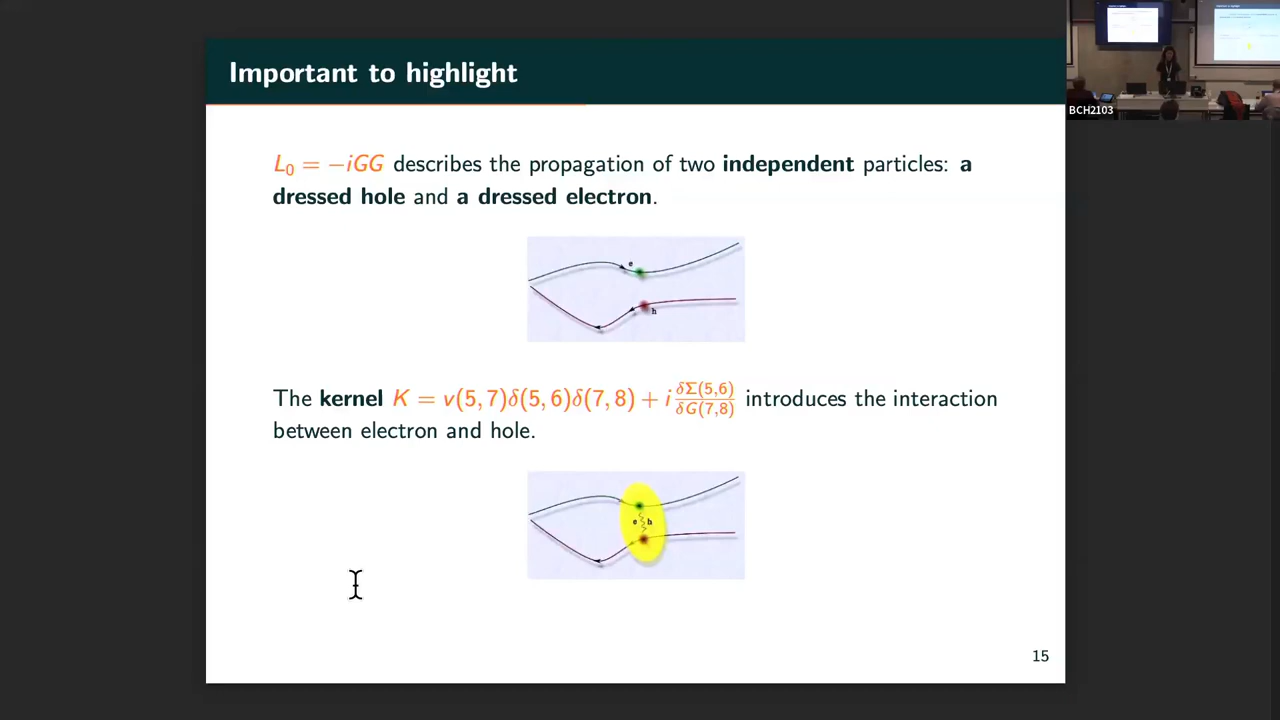 Important to highlight
BCH2103
L₀ = −iGG describes the propagation of two independent particles: a
dressed hole and a dressed electron.
e
h
The kernel K = v(5, 7)δ(5, 6)δ(7, 8) + i δΣ(5,6)/δG(7,8) introduces the interaction
between electron and hole.
e h
15